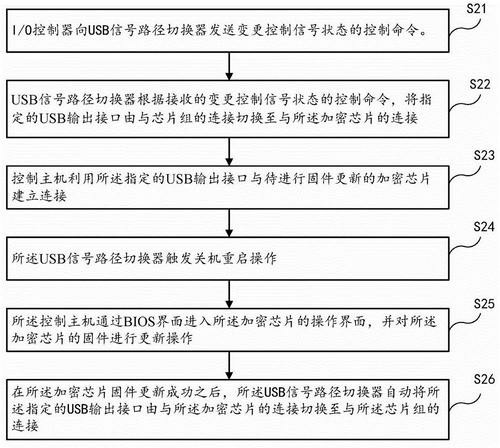 S21
I/O控制器向USB信号路径切换器发送变更控制信号状态的控制命令。
S22
USB信号路径切换器根据接收的变更控制信号状态的控制命令，将指
定的USB输出接口由与芯片组的连接切换至与所述加密芯片的连接
S23
控制主机利用所述指定的USB输出接口与待进行固件更新的加密芯片
建立连接
S24
所述USB信号路径切换器触发关机重启操作
S25
所述控制主机通过BIOS界面进入所述加密芯片的操作界面，并对所述
加密芯片的固件进行更新操作
S26
在所述加密芯片固件更新成功之后，所述USB信号路径切换器自动将所
述指定的USB输出接口由与所述加密芯片的连接切换至与所述芯片组的
连接